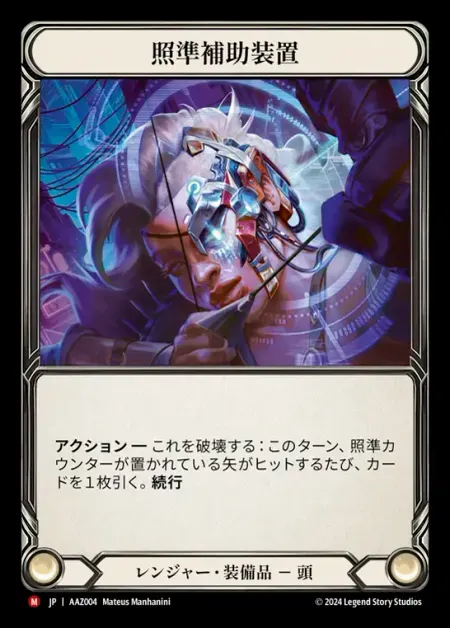 照準補助装置
アクション ー これを破壊する：このターン、照準カ
ウンターが置かれている矢がヒットするたび、カー
ドを１枚引く。続行
レンジャー・装備品 － 頭
M JP | AAZ004 Mateus Manhanini © 2024 Legend Story Studios